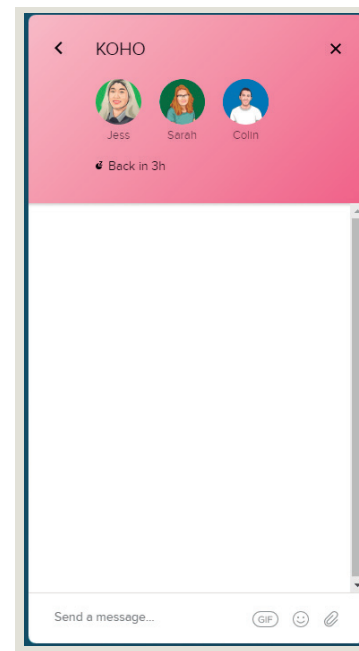 KOHO
Jess Sarah Colin
Back in 3h
Send a message...
GIF